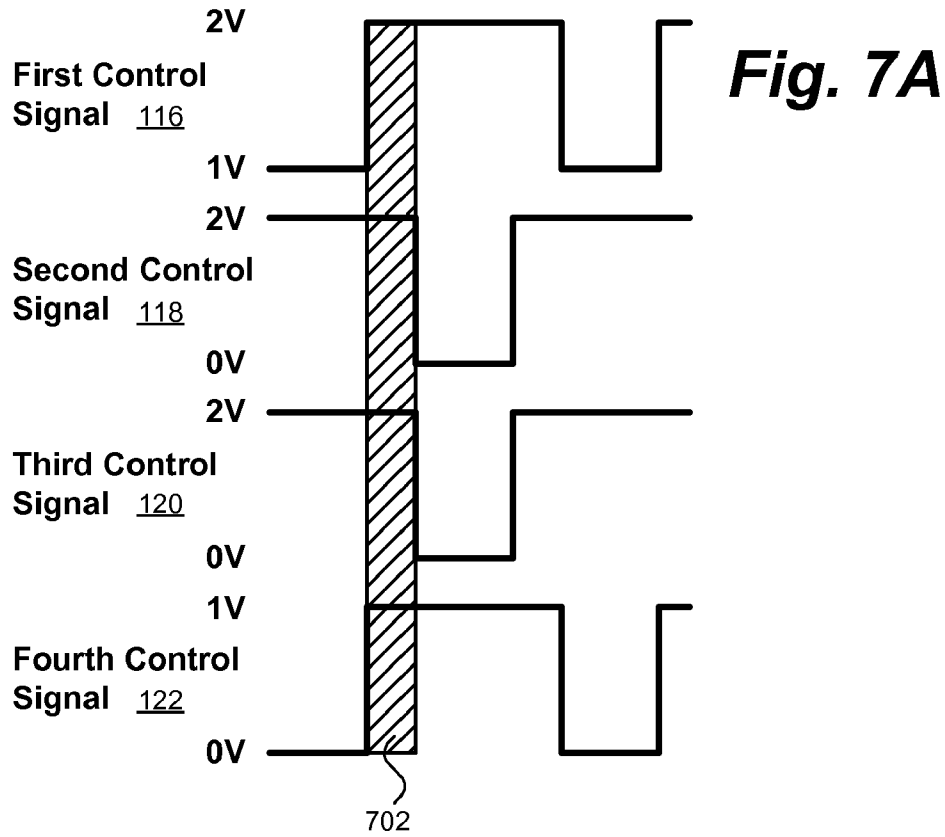 Fig. 7A
2V
First Control
Signal 116
1V
2V
Second Control
Signal 118
0V
2V
Third Control
Signal 120
0V
1V
Fourth Control
Signal 122
0V
702